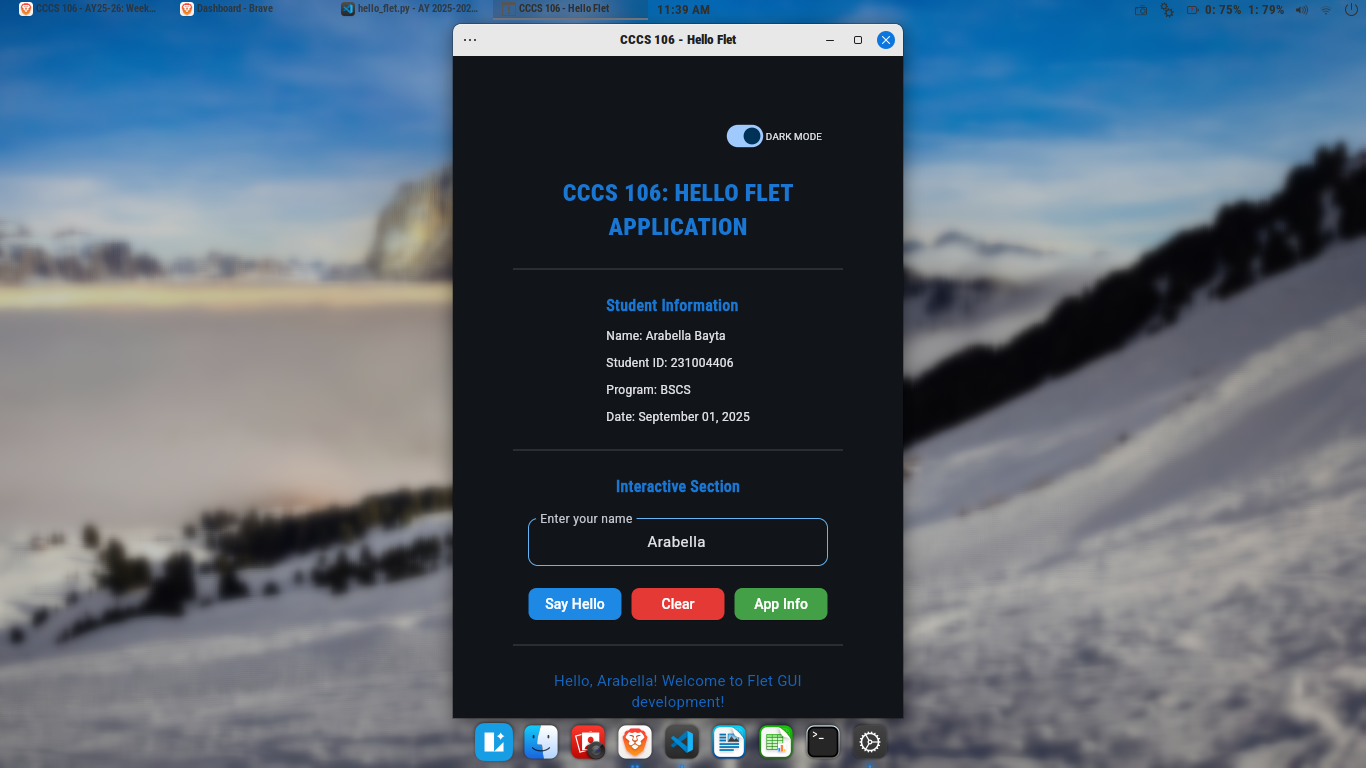 CCCS 106 - AY25-26: Week...
Dashboard - Brave
hello_flet.py - AY 2025-202...
CCCS 106 - Hello Flet
11:39 AM
0: 75% 1: 79%
CCCS 106 - Hello Flet
DARK MODE
CCCS 106: HELLO FLET
APPLICATION
Student Information
Name: Arabella Bayta
Student ID: 231004406
Program: BSCS
Date: September 01, 2025
Interactive Section
Enter your name
Arabella
Say Hello
Clear
App Info
Hello, Arabella! Welcome to Flet GUI
development!